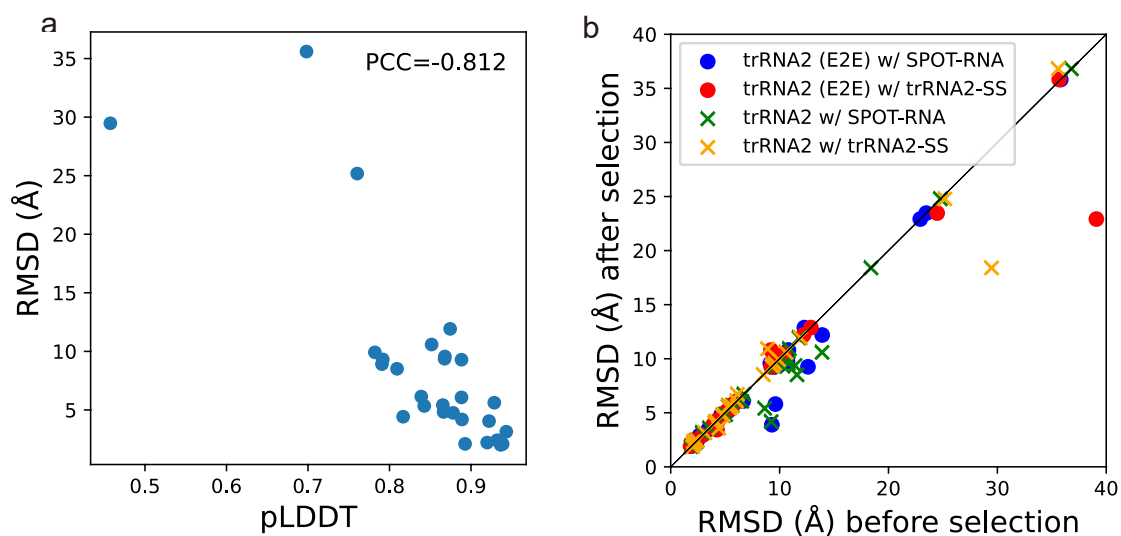 a
PCC=-0.812
RMSD (Å)
35
30
25
20
15
10
5
0.5
0.6
0.7
0.8
0.9
pLDDT
b
trRNA2 (E2E) w/ SPOT-RNA
trRNA2 (E2E) w/ trRNA2-SS
trRNA2 w/ SPOT-RNA
trRNA2 w/ trRNA2-SS
RMSD (Å) after selection
40
35
30
25
20
15
10
5
0
0
10
20
30
40
RMSD (Å) before selection